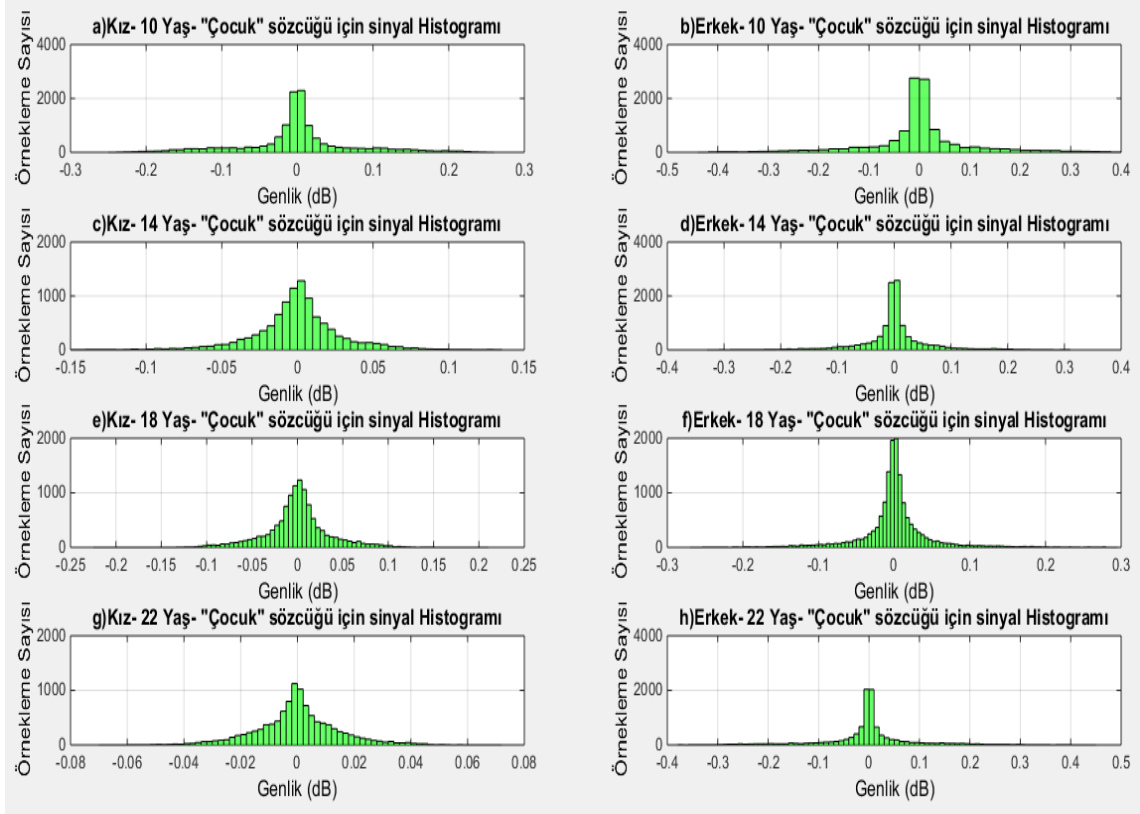 a)Kız- 10 Yaş- "Çocuk" sözcüğü için sinyal Histogramı
Örnekleme Sayısı
4000
2000
0
-0.3 -0.2 -0.1 0 0.1 0.2 0.3
Genlik (dB)
b)Erkek- 10 Yaş- "Çocuk" sözcüğü için sinyal Histogramı
Örnekleme Sayısı
4000
2000
0
-0.5 -0.4 -0.3 -0.2 -0.1 0 0.1 0.2 0.3 0.4
Genlik (dB)
c)Kız- 14 Yaş- "Çocuk" sözcüğü için sinyal Histogramı
Örnekleme Sayısı
2000
1000
0
-0.15 -0.1 -0.05 0 0.05 0.1 0.15
Genlik (dB)
d)Erkek- 14 Yaş- "Çocuk" sözcüğü için sinyal Histogramı
Örnekleme Sayısı
4000
2000
0
-0.4 -0.3 -0.2 -0.1 0 0.1 0.2 0.3 0.4
Genlik (dB)
e)Kız- 18 Yaş- "Çocuk" sözcüğü için sinyal Histogramı
Örnekleme Sayısı
2000
1000
0
-0.25 -0.2 -0.15 -0.1 -0.05 0 0.05 0.1 0.15 0.2 0.25
Genlik (dB)
f)Erkek- 18 Yaş- "Çocuk" sözcüğü için sinyal Histogramı
Örnekleme Sayısı
2000
1000
0
-0.3 -0.2 -0.1 0 0.1 0.2 0.3
Genlik (dB)
g)Kız- 22 Yaş- "Çocuk" sözcüğü için sinyal Histogramı
Örnekleme Sayısı
2000
1000
0
-0.08 -0.06 -0.04 -0.02 0 0.02 0.04 0.06 0.08
Genlik (dB)
h)Erkek- 22 Yaş- "Çocuk" sözcüğü için sinyal Histogramı
Örnekleme Sayısı
4000
2000
0
-0.4 -0.3 -0.2 -0.1 0 0.1 0.2 0.3 0.4 0.5
Genlik (dB)